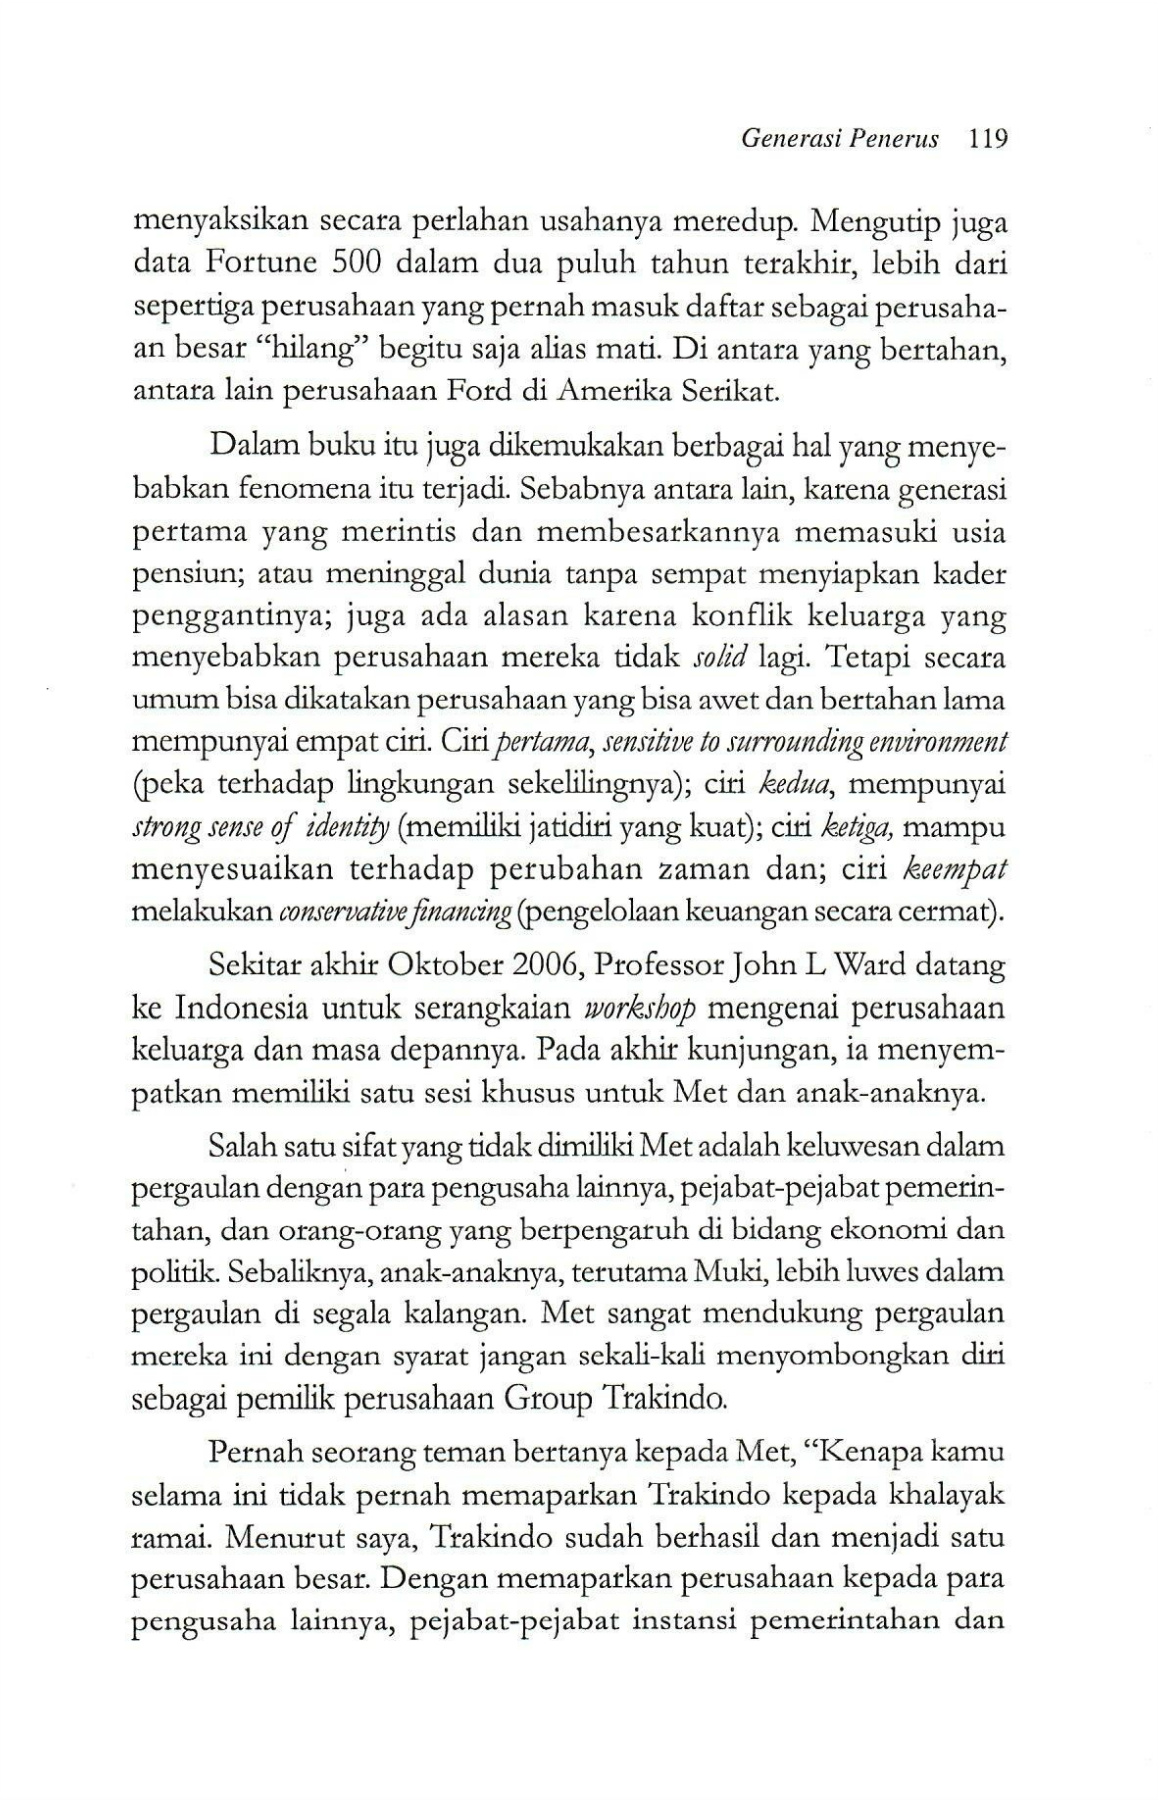 Generasi Penerus 119
menyaksikan secara perlahan usahanya meredup. Mengutip juga
data Fortune 500 dalam dua puluh tahun terakhir, lebih dari
sepertiga perusahaan yang pernah masuk daftar sebagai perusaha-
an besar “hilang” begitu saja alias mati. Di antara yang bertahan,
antara lain perusahaan Ford di Amerika Serikat.
Dalam buku itu juga dikemukakan berbagai hal yang menye-
babkan fenomena itu terjadi. Sebabnya antara lain, karena generasi
pertama yang merintis dan membesarkannya memasuki usia
pensiun; atau meninggal dunia tanpa sempat menyiapkan kader
penggantinya; juga ada alasan karena konflik keluarga yang
menyebabkan perusahaan mereka tidak solid lagi. Tetapi secara
umum bisa dikatakan perusahaan yang bisa awet dan bertahan lama
mempunyai empat ciri. Ciri pertama, sensitive to surrounding environment
(peka terhadap lingkungan sekelilingnya); ciri kedua, mempunyai
strong sense of identity (memiliki jatidiri yang kuat); ciri ketiga, mampu
menyesuaikan terhadap perubahan zaman dan; ciri keempat
melakukan conservative financing (pengelolaan keuangan secara cermat).
Sekitar akhir Oktober 2006, Professor John L Ward datang
ke Indonesia untuk serangkaian workshop mengenai perusahaan
keluarga dan masa depannya. Pada akhir kunjungan, ia menyem-
patkan memiliki satu sesi khusus untuk Met dan anak-anaknya.
Salah satu sifat yang tidak dimiliki Met adalah keluwesan dalam
pergaulan dengan para pengusaha lainnya, pejabat-pejabat pemerin-
tahan, dan orang-orang yang berpengaruh di bidang ekonomi dan
politik. Sebaliknya, anak-anaknya, terutama Muki, lebih luwes dalam
pergaulan di segala kalangan. Met sangat mendukung pergaulan
mereka ini dengan syarat jangan sekali-kali menyombongkan diri
sebagai pemilik perusahaan Group Trakindo.
Pernah seorang teman bertanya kepada Met, “Kenapa kamu
selama ini tidak pernah memaparkan Trakindo kepada khalayak
ramai. Menurut saya, Trakindo sudah berhasil dan menjadi satu
perusahaan besar. Dengan memaparkan perusahaan kepada para
pengusaha lainnya, pejabat-pejabat instansi pemerintahan dan